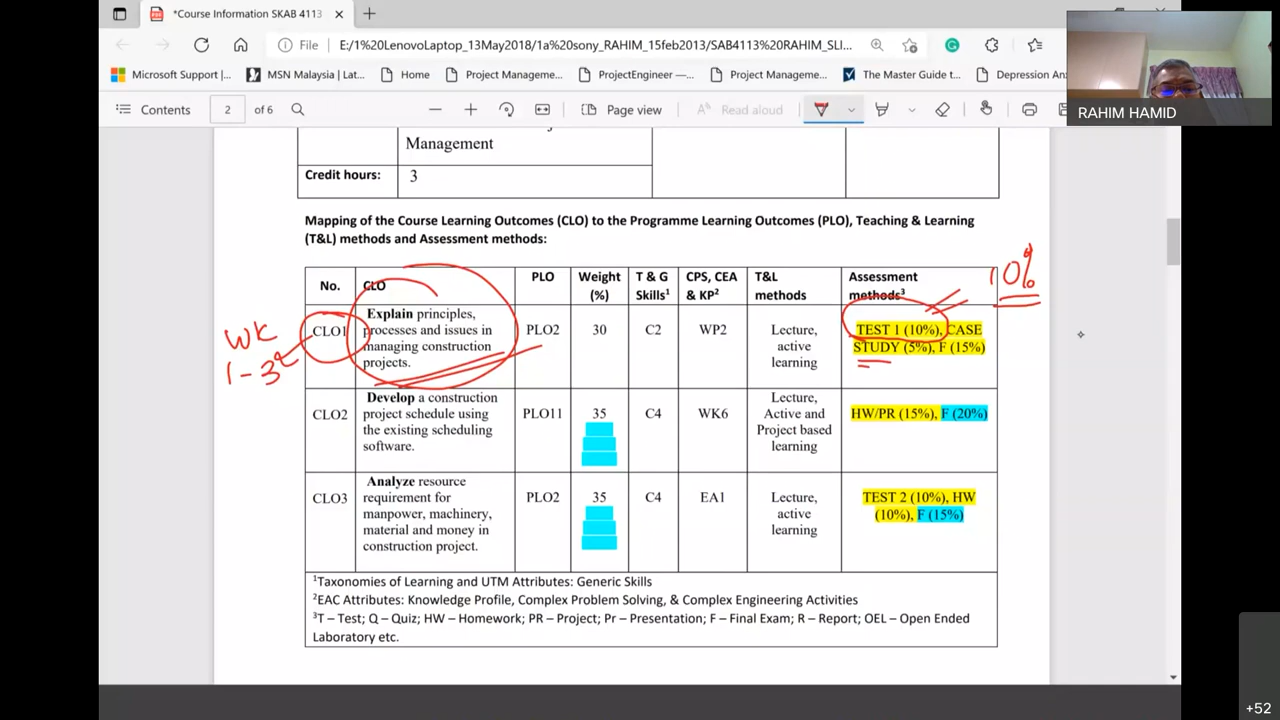 *Course Information SKAB 4113
File E:/1%20LenovoLaptop_13May2018/1a%20sony_RAHIM_15feb2013/SAB4113%20RAHIM_SLI...
Microsoft Support |... MSN Malaysia | Lat... Home Project Manageme... ProjectEngineer —... Project Manageme... The Master Guide t... Depression An
Contents 2 of 6 Page view Read aloud
RAHIM HAMID
Management
Credit hours: 3
Mapping of the Course Learning Outcomes (CLO) to the Programme Learning Outcomes (PLO), Teaching & Learning
(T&L) methods and Assessment methods:
10%
No. CLO PLO Weight (%) T & G Skills1 CPS, CEA & KP2 T&L methods Assessment methods3
WK
1-3
CLO1 Explain principles, processes and issues in managing construction projects. PLO2 30 C2 WP2 Lecture, active learning TEST 1 (10%), CASE STUDY (5%), F (15%)
CLO2 Develop a construction project schedule using the existing scheduling software. PLO11 35 C4 WK6 Lecture, Active and Project based learning HW/PR (15%), F (20%)
CLO3 Analyze resource requirement for manpower, machinery, material and money in construction project. PLO2 35 C4 EA1 Lecture, active learning TEST 2 (10%), HW (10%), F (15%)
1Taxonomies of Learning and UTM Attributes: Generic Skills
2EAC Attributes: Knowledge Profile, Complex Problem Solving, & Complex Engineering Activities
3T – Test; Q – Quiz; HW – Homework; PR – Project; Pr – Presentation; F – Final Exam; R – Report; OEL – Open Ended
Laboratory etc.
+52